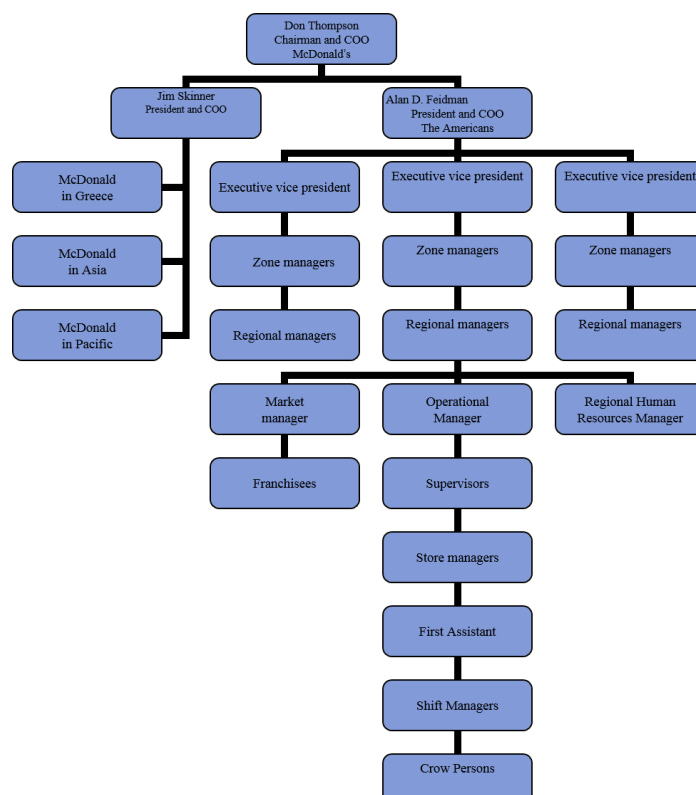 Don Thompson
Chairman and COO
McDonald's
Jim Skinner
President and COO
Alan D. Feidman
President and COO
The Americans
McDonald
in Greece
McDonald
in Asia
McDonald
in Pacific
Executive vice president
Executive vice president
Executive vice president
Zone managers
Zone managers
Zone managers
Regional managers
Regional managers
Regional managers
Market
manager
Operational
Manager
Regional Human
Resources Manager
Franchisees
Supervisors
Store managers
First Assistant
Shift Managers
Crow Persons